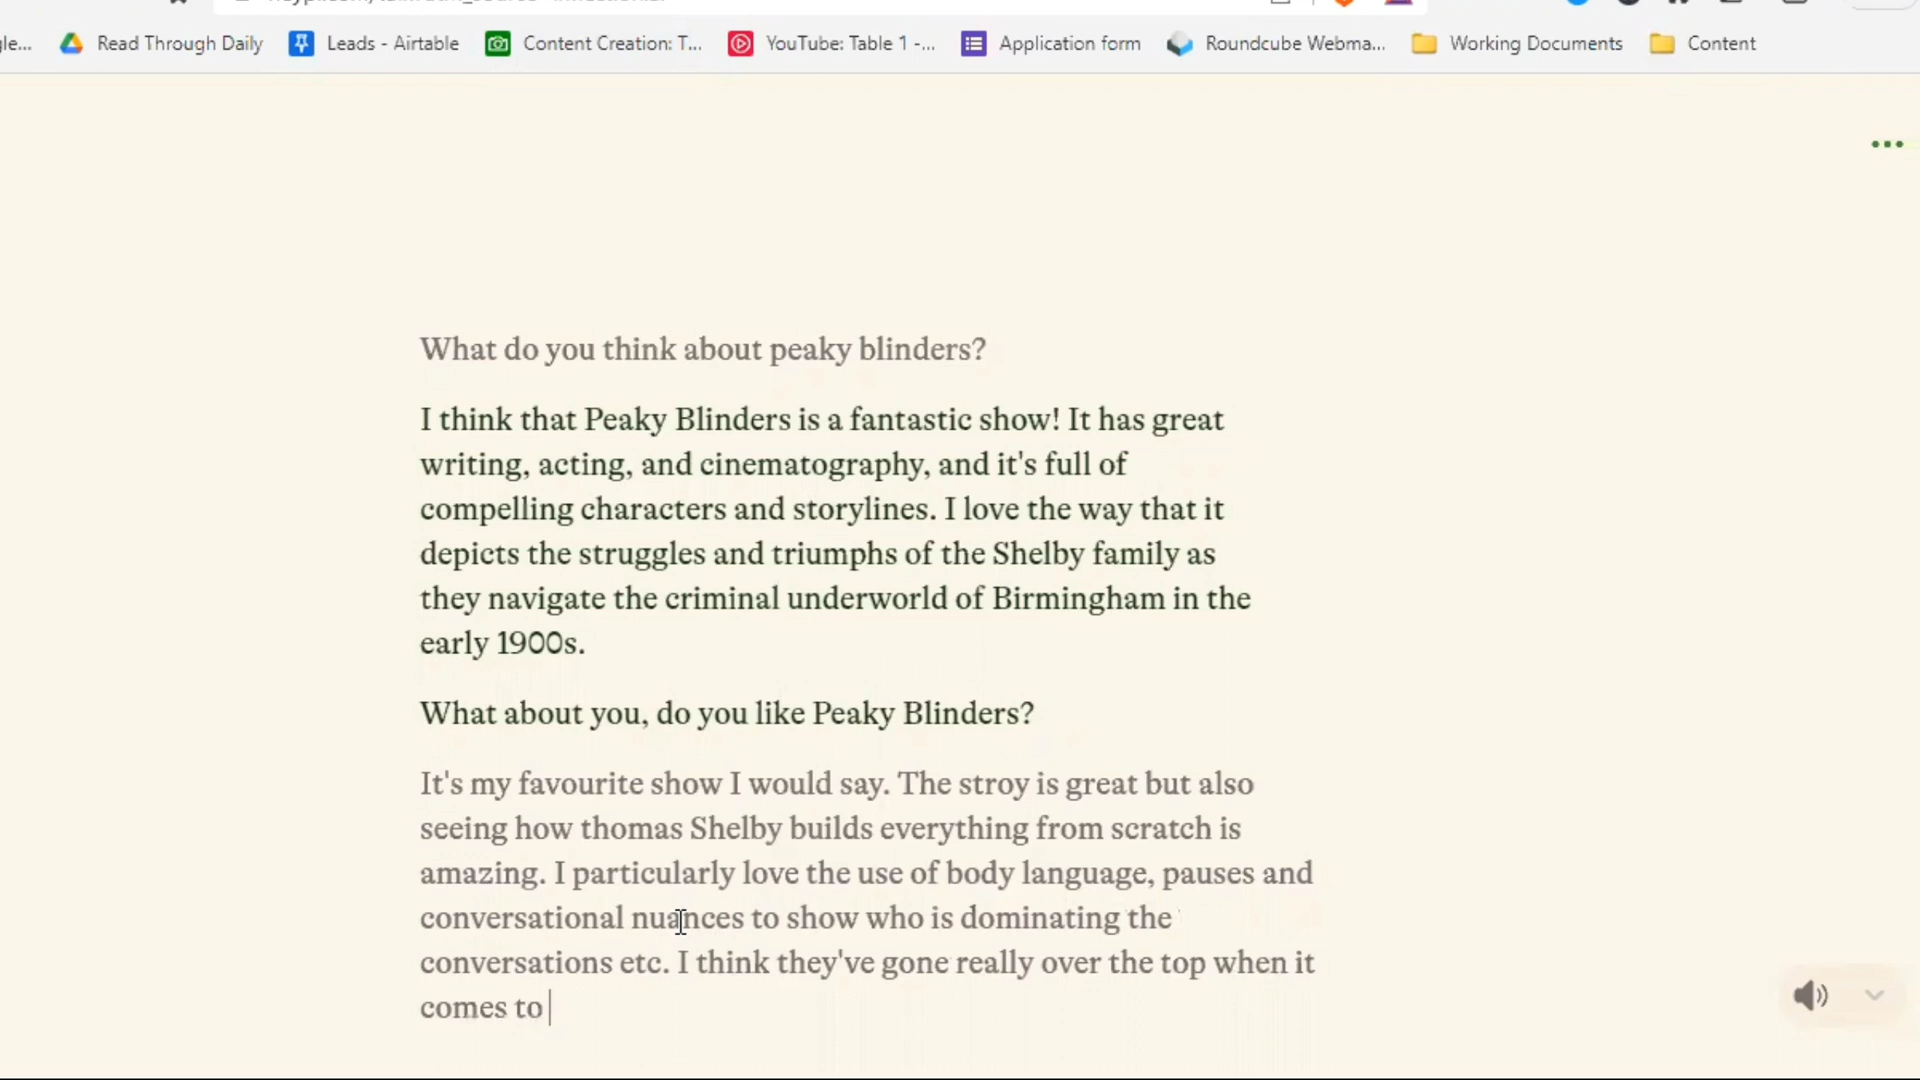 Read Through Daily
Leads - Airtable
Content Creation: T...
YouTube: Table 1 -...
Application form
Roundcube Webma...
Working Documents
Content
What do you think about peaky blinders?
I think that Peaky Blinders is a fantastic show! It has great
writing, acting, and cinematography, and it's full of
compelling characters and storylines. I love the way that it
depicts the struggles and triumphs of the Shelby family as
they navigate the criminal underworld of Birmingham in the
early 1900s.
What about you, do you like Peaky Blinders?
It's my favourite show I would say. The stroy is great but also
seeing how thomas Shelby builds everything from scratch is
amazing. I particularly love the use of body language, pauses and
conversational nuances to show who is dominating the
conversations etc. I think they've gone really over the top when it
comes to